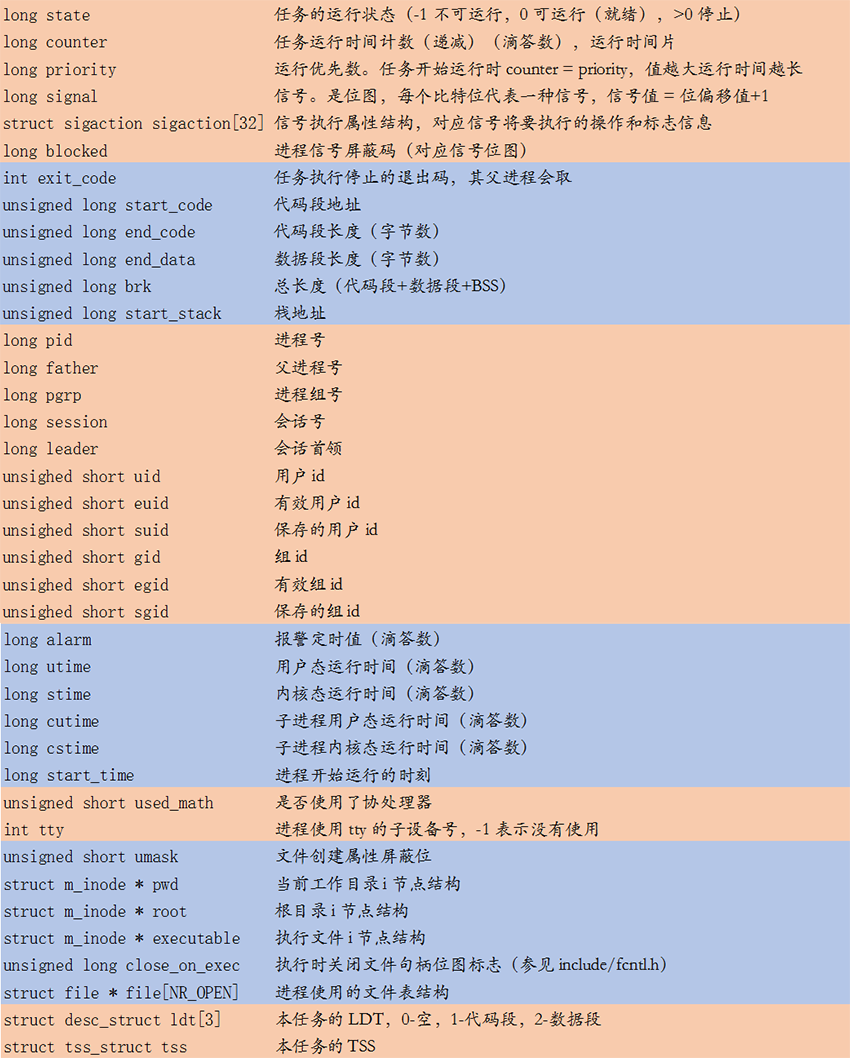 long state 任务的运行状态（-1 不可运行，0 可运行（就绪）,>0 停止）
long counter 任务运行时间计数（递减）（滴答数），运行时间片
long priority 运行优先数。任务开始运行时 counter = priority，值越大运行时间越长
long signal 信号。是位图，每个比特位代表一种信号，信号值 = 位偏移值+1
struct sigaction sigaction[32] 信号执行属性结构，对应信号将要执行的操作和标志信息
long blocked 进程信号屏蔽码（对应信号位图）
int exit_code 任务执行停止的退出码，其父进程会取
unsigned long start_code 代码段地址
unsigned long end_code 代码段长度（字节数）
unsigned long end_data 数据段长度（字节数）
unsigned long brk 总长度（代码段+数据段+BSS）
unsigned long start_stack 栈地址
long pid 进程号
long father 父进程号
long pgrp 进程组号
long session 会话号
long leader 会话首领
unsighed short uid 用户 id
unsighed short euid 有效用户 id
unsighed short suid 保存的用户 id
unsighed short gid 组 id
unsighed short egid 有效组 id
unsighed short sgid 保存的组 id
long alarm 报警定时值（滴答数）
long utime 用户态运行时间（滴答数）
long stime 内核态运行时间（滴答数）
long cutime 子进程用户态运行时间（滴答数）
long cstime 子进程内核态运行时间（滴答数）
long start_time 进程开始运行的时刻
unsigned short used_math 是否使用了协处理器
int tty 进程使用 tty 的子设备号，-1 表示没有使用
unsigned short umask 文件创建属性屏蔽位
struct m_inode * pwd 当前工作目录 i 节点结构
struct m_inode * root 根目录 i 节点结构
struct m_inode * executable 执行文件 i 节点结构
unsigned long close_on_exec 执行时关闭文件句柄位图标志（参见 include/fcntl.h）
struct file * file[NR_OPEN] 进程使用的文件表结构
struct desc_struct ldt[3] 本任务的 LDT，0-空，1-代码段，2-数据段
struct tss_struct tss 本任务的 TSS